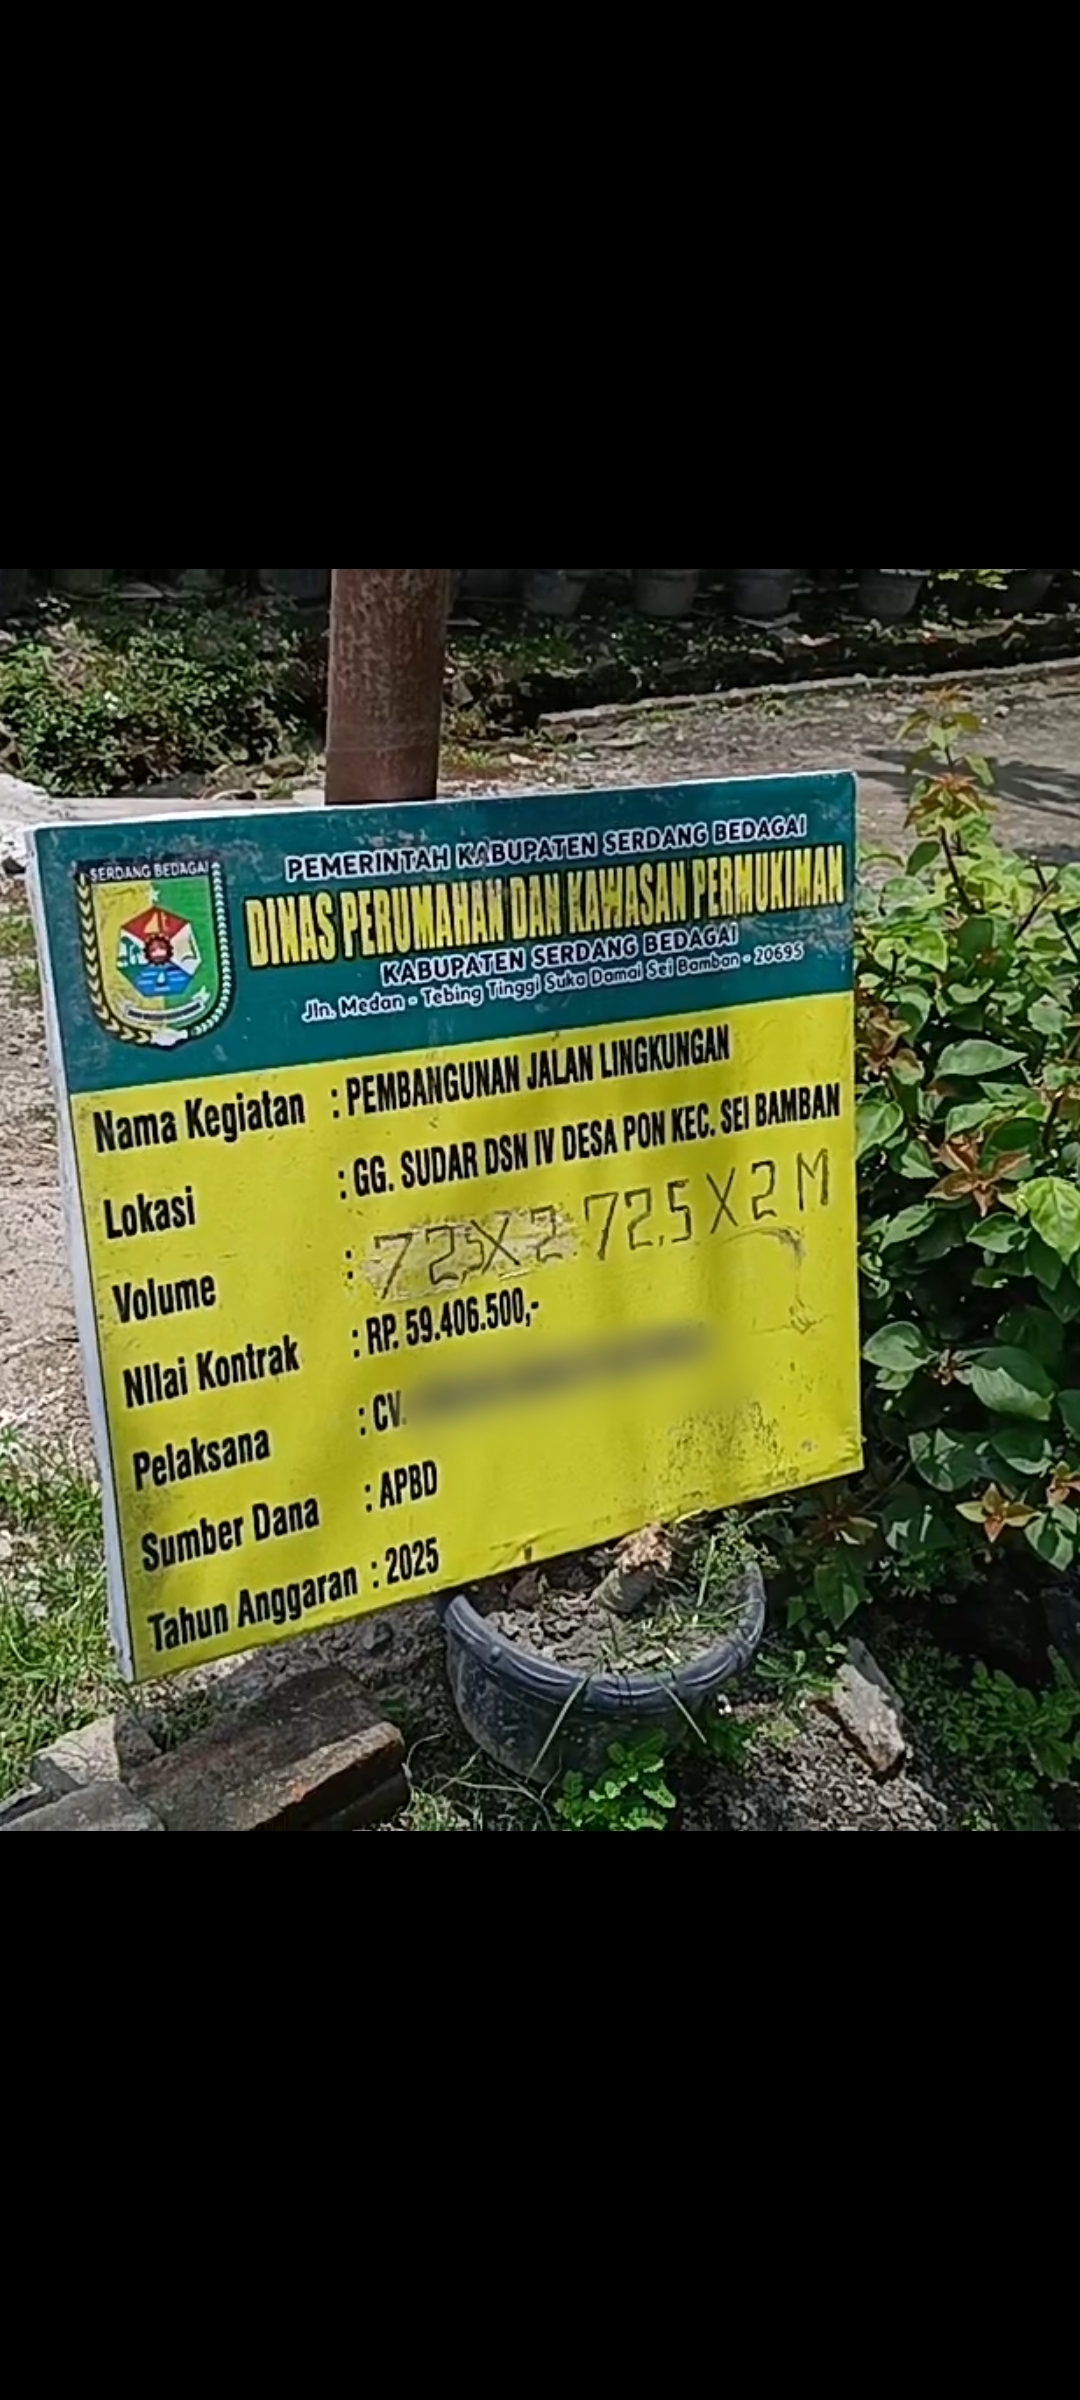 SERDANG BEDAGAI
PEMERINTAH KABUPATEN SERDANG BEDAGAI
DINAS PERUMAHAN DAN KAWASAN PERMUKIMAN
KABUPATEN SERDANG BEDAGAI
Jln. Medan - Tebing Tinggi Suka Damai Sei Bamban - 20695
Nama Kegiatan : PEMBANGUNAN JALAN LINGKUNGAN
Lokasi : GG. SUDAR DSN IV DESA PON KEC. SEI BAMBAN
Volume : 72,5X2 72,5 X 2 M
NIlai Kontrak : RP. 59.406.500,-
Pelaksana : CV.
Sumber Dana : APBD
Tahun Anggaran : 2025